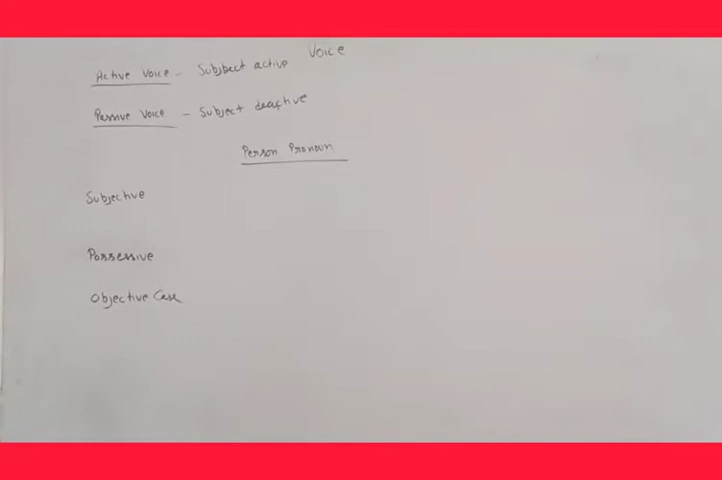 Voice
Active Voice - Subject active
Passive Voice - Subject deactive
Person Pronoun
Subjective
Possessive
Objective Case